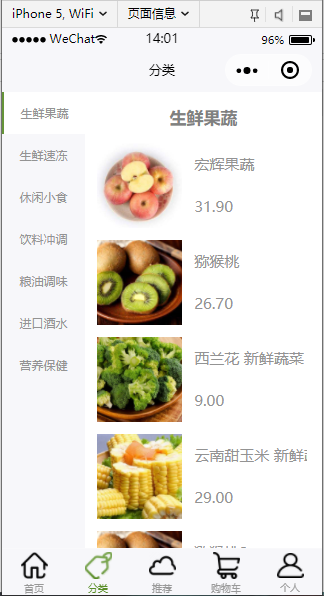 iPhone 5, WiFi 页面信息
WeChat 14:01 96%
分类
生鲜果蔬
生鲜速冻
休闲小食
饮料冲调
粮油调味
进口酒水
营养保健
生鲜果蔬
宏辉果蔬
31.90
猕猴桃
26.70
西兰花 新鲜蔬菜
9.00
云南甜玉米 新鲜
29.00
首页 分类 推荐 购物车 个人